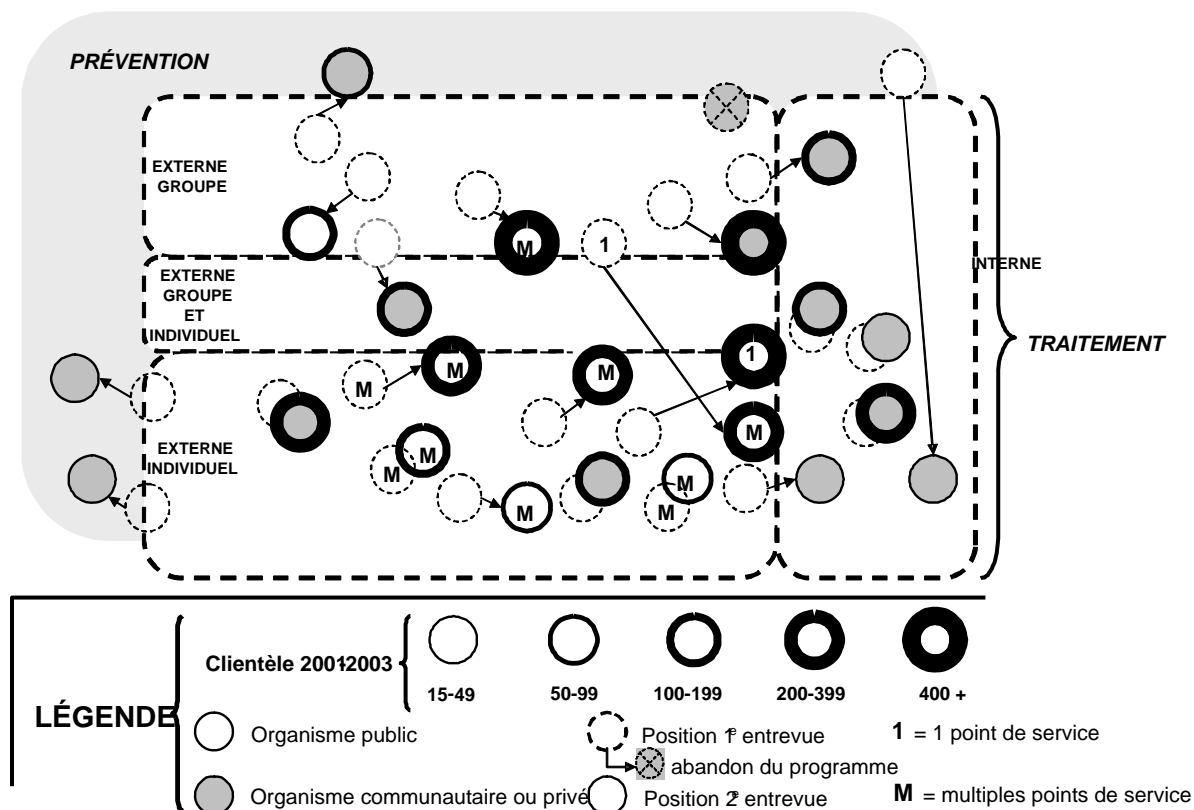 PRÉVENTION
EXTERNE
GROUPE
M
1
INTERNE
EXTERNE
GROUPE
ET
INDIVIDUEL
TRAITEMENT
1
M
M
M
M
EXTERNE
INDIVIDUEL
M
M
M
M
M
Clientèle 2001-2003
15-49
50-99
100-199
200-399
400 +
LÉGENDE
Organisme public
Position 1e entrevue
1 = 1 point de service
abandon du programme
Organisme communautaire ou privé
Position 2e entrevue
M = multiples points de service